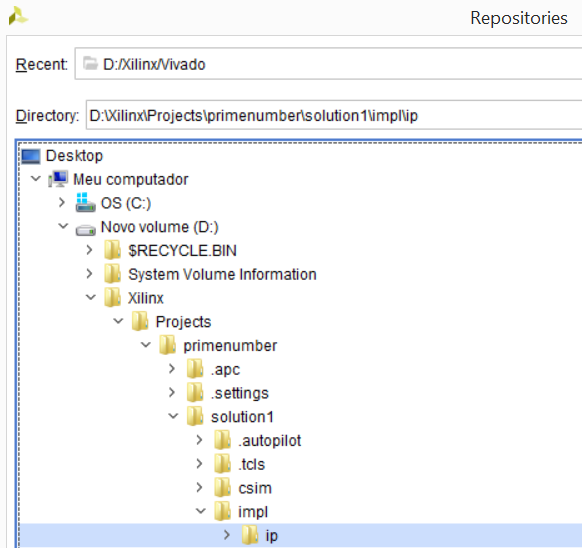 Repositories
Recent: D:/Xilinx/Vivado
Directory: D:\Xilinx\Projects\primenumber\solution1\impl\ip
Desktop
Meu computador
OS (C:)
Novo volume (D:)
$RECYCLE.BIN
System Volume Information
Xilinx
Projects
primenumber
.apc
.settings
solution1
.autopilot
.tcls
csim
impl
ip